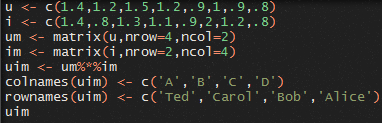 u <- c(1.4,1.2,1.5,1.2,.9,1,.9,.8)
i <- c(1.4,.8,1.3,1.1,.9,2,1.2,.8)
um <- matrix(u,nrow=4,ncol=2)
im <- matrix(i,nrow=2,ncol=4)
uim <- um%*%im
colnames(uim) <- c('A','B','C','D')
rownames(uim) <- c('Ted','Carol','Bob','Alice')
uim